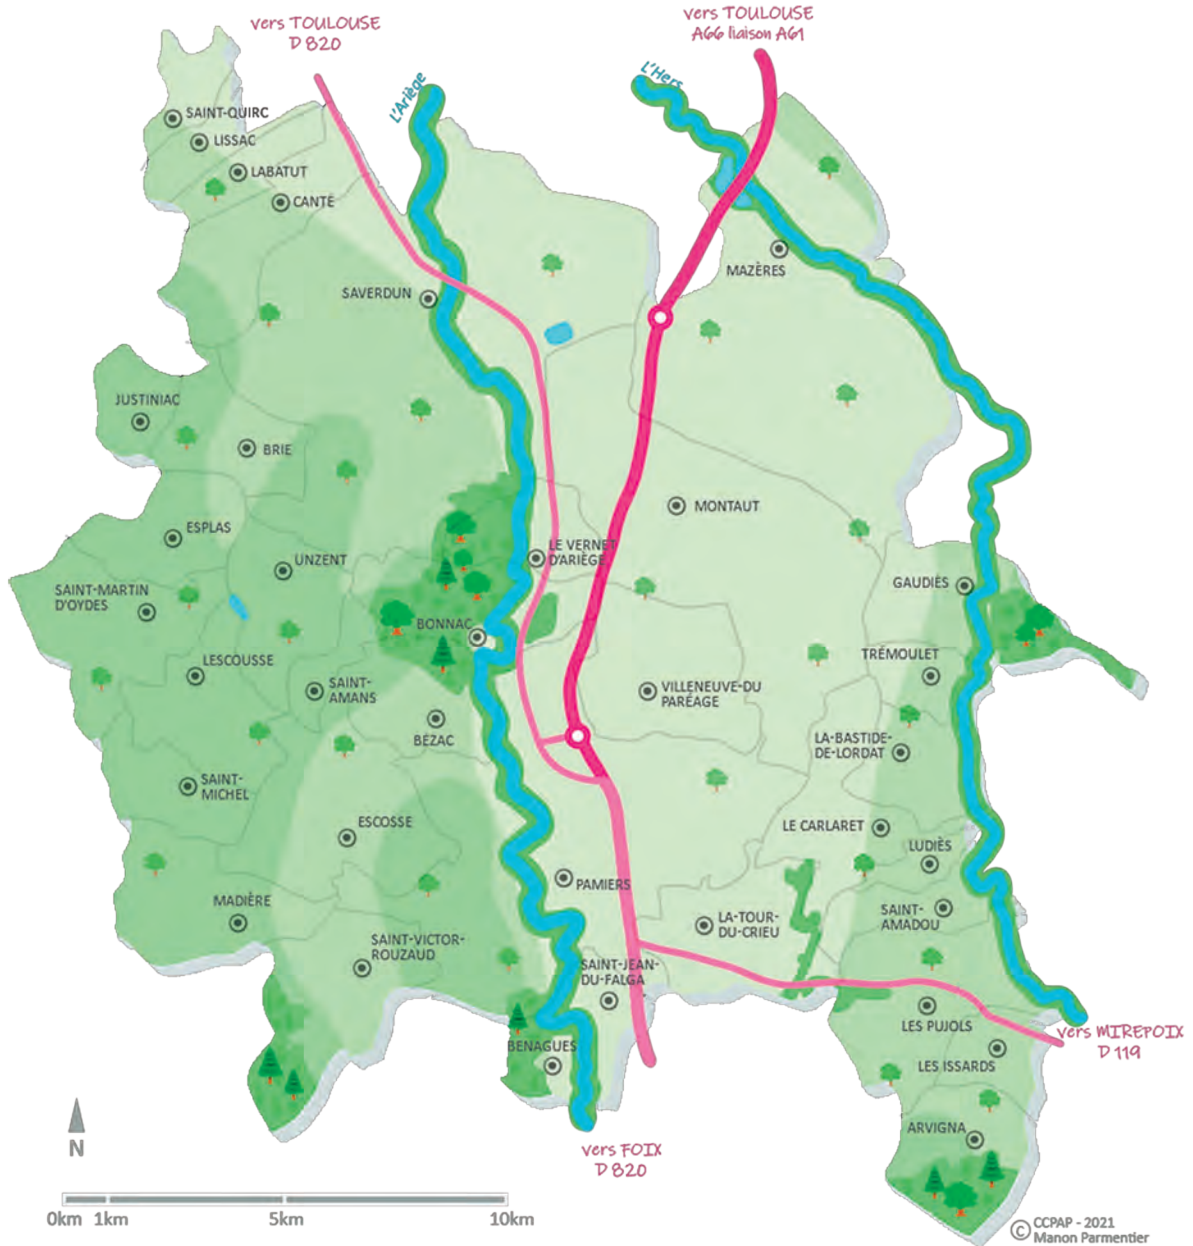 vers TOULOUSE
D 820
vers TOULOUSE
A66 liaison A61
L'Ariège
L'Hers
SAINT-QUIRC
LISSAC
LABATUT
CANTÉ
MAZÈRES
SAVERDUN
JUSTINIAC
BRIE
MONTAUT
ESPLAS
UNZENT
LE VERNET
D'ARIÈGE
GAUDIÈS
SAINT-MARTIN
D'OYDES
BONNAC
LESCOUSSE
TRÉMOULET
SAINT-
AMANS
VILLENEUVE-DU
PARÉAGE
BÉZAC
LA-BASTIDE-
DE-LORDAT
SAINT-
MICHEL
ESCOSSE
LE CARLARET
LUDIÈS
PAMIERS
MADIÈRE
LA-TOUR-
DU-CRIEU
SAINT-
AMADOU
SAINT-VICTOR-
ROUZAUD
SAINT-JEAN-
DU-FALGA
LES PUJOLS
vers MIREPOIX
D 119
BENAGUES
LES ISSARDS
ARVIGNA
N
vers FOIX
D 820
0km 1km 5km 10km
© CCPAP - 2021
Manon Parmentier